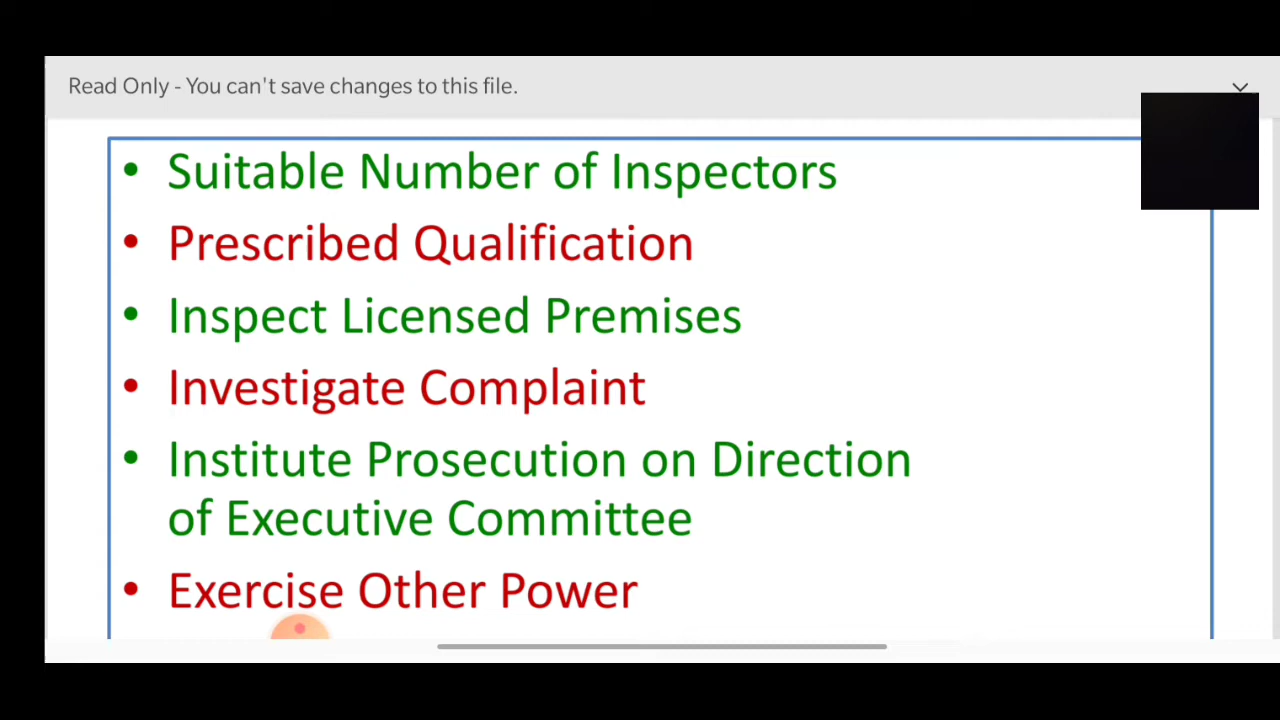 Read Only - You can't save changes to this file.
• Suitable Number of Inspectors
• Prescribed Qualification
• Inspect Licensed Premises
• Investigate Complaint
• Institute Prosecution on Direction
of Executive Committee
• Exercise Other Power